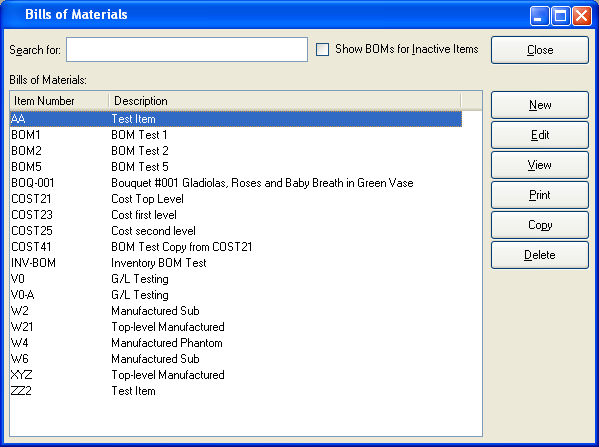 Bills of Materials
Search for:
Show BOMs for Inactive Items
Close
Bills of Materials:
Item Number Description
AA Test Item
BOM1 BOM Test 1
BOM2 BOM Test 2
BOM5 BOM Test 5
BOQ-001 Bouquet #001 Gladiolas, Roses and Baby Breath in Green Vase
COST21 Cost Top Level
COST23 Cost first level
COST25 Cost second level
COST41 BOM Test Copy from COST21
INV-BOM Inventory BOM Test
V0 G/L Testing
V0-A G/L Testing
W2 Manufactured Sub
W21 Top-level Manufactured
W4 Manufactured Phantom
W6 Manufactured Sub
XYZ Top-level Manufactured
ZZ2 Test Item
New
Edit
View
Print
Copy
Delete